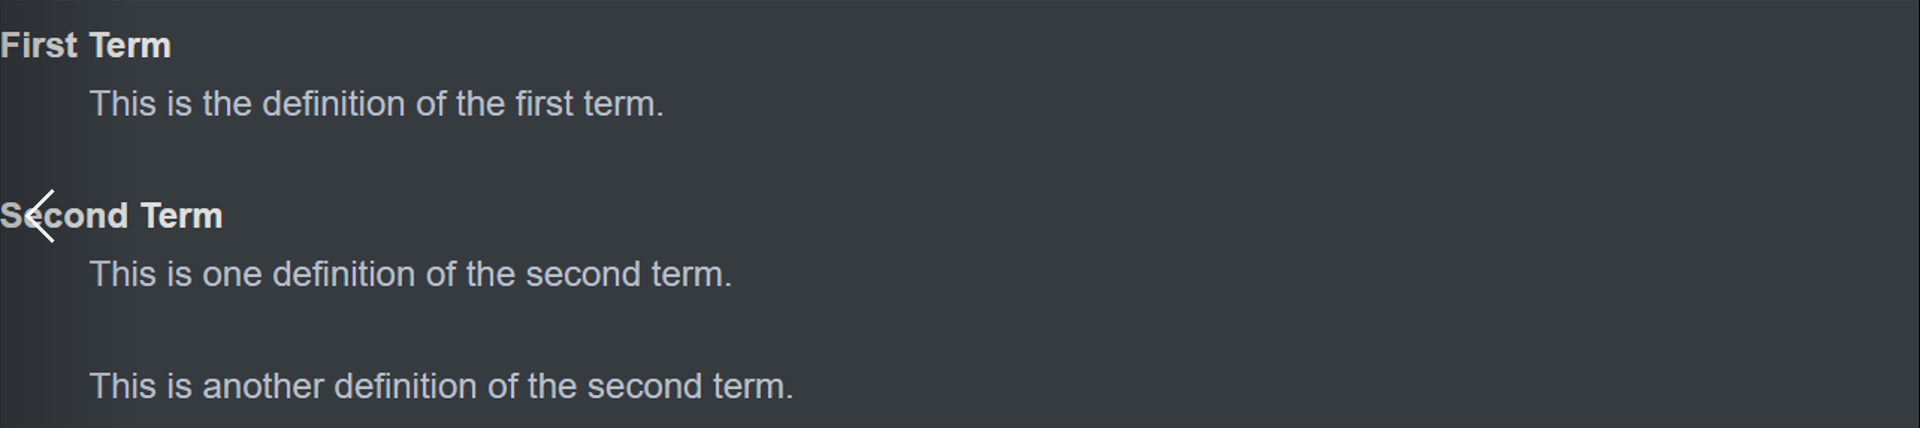 First Term
This is the definition of the first term.
Second Term
This is one definition of the second term.
This is another definition of the second term.